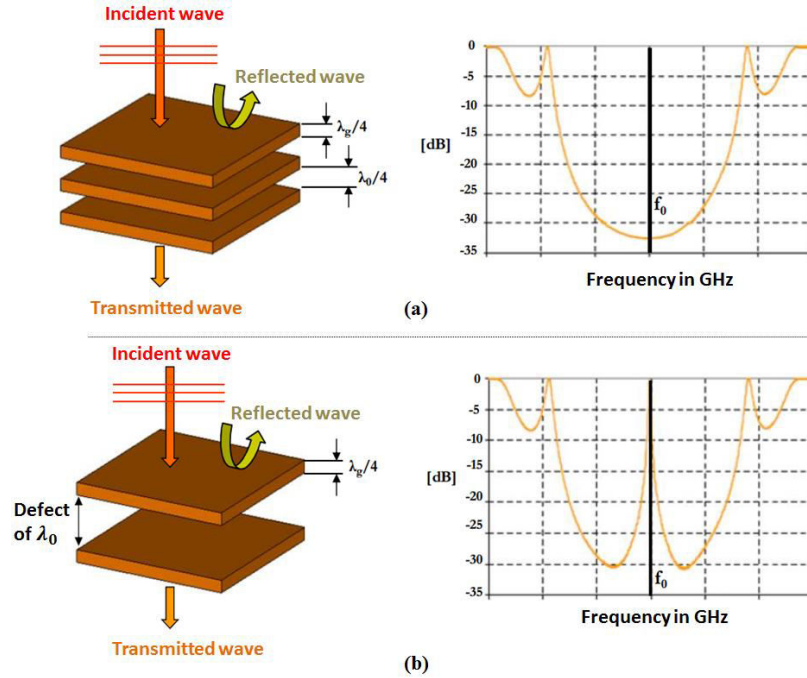 Incident wave
Reflected wave
λg/4
λ0/4
Transmitted wave
0
-5
-10
-15
[dB]
-20
-25
-30
-35
f0
Frequency in GHz
(a)
Incident wave
Reflected wave
λg/4
Defect
of λ0
Transmitted wave
0
-5
-10
-15
[dB]
-20
-25
-30
-35
f0
Frequency in GHz
(b)